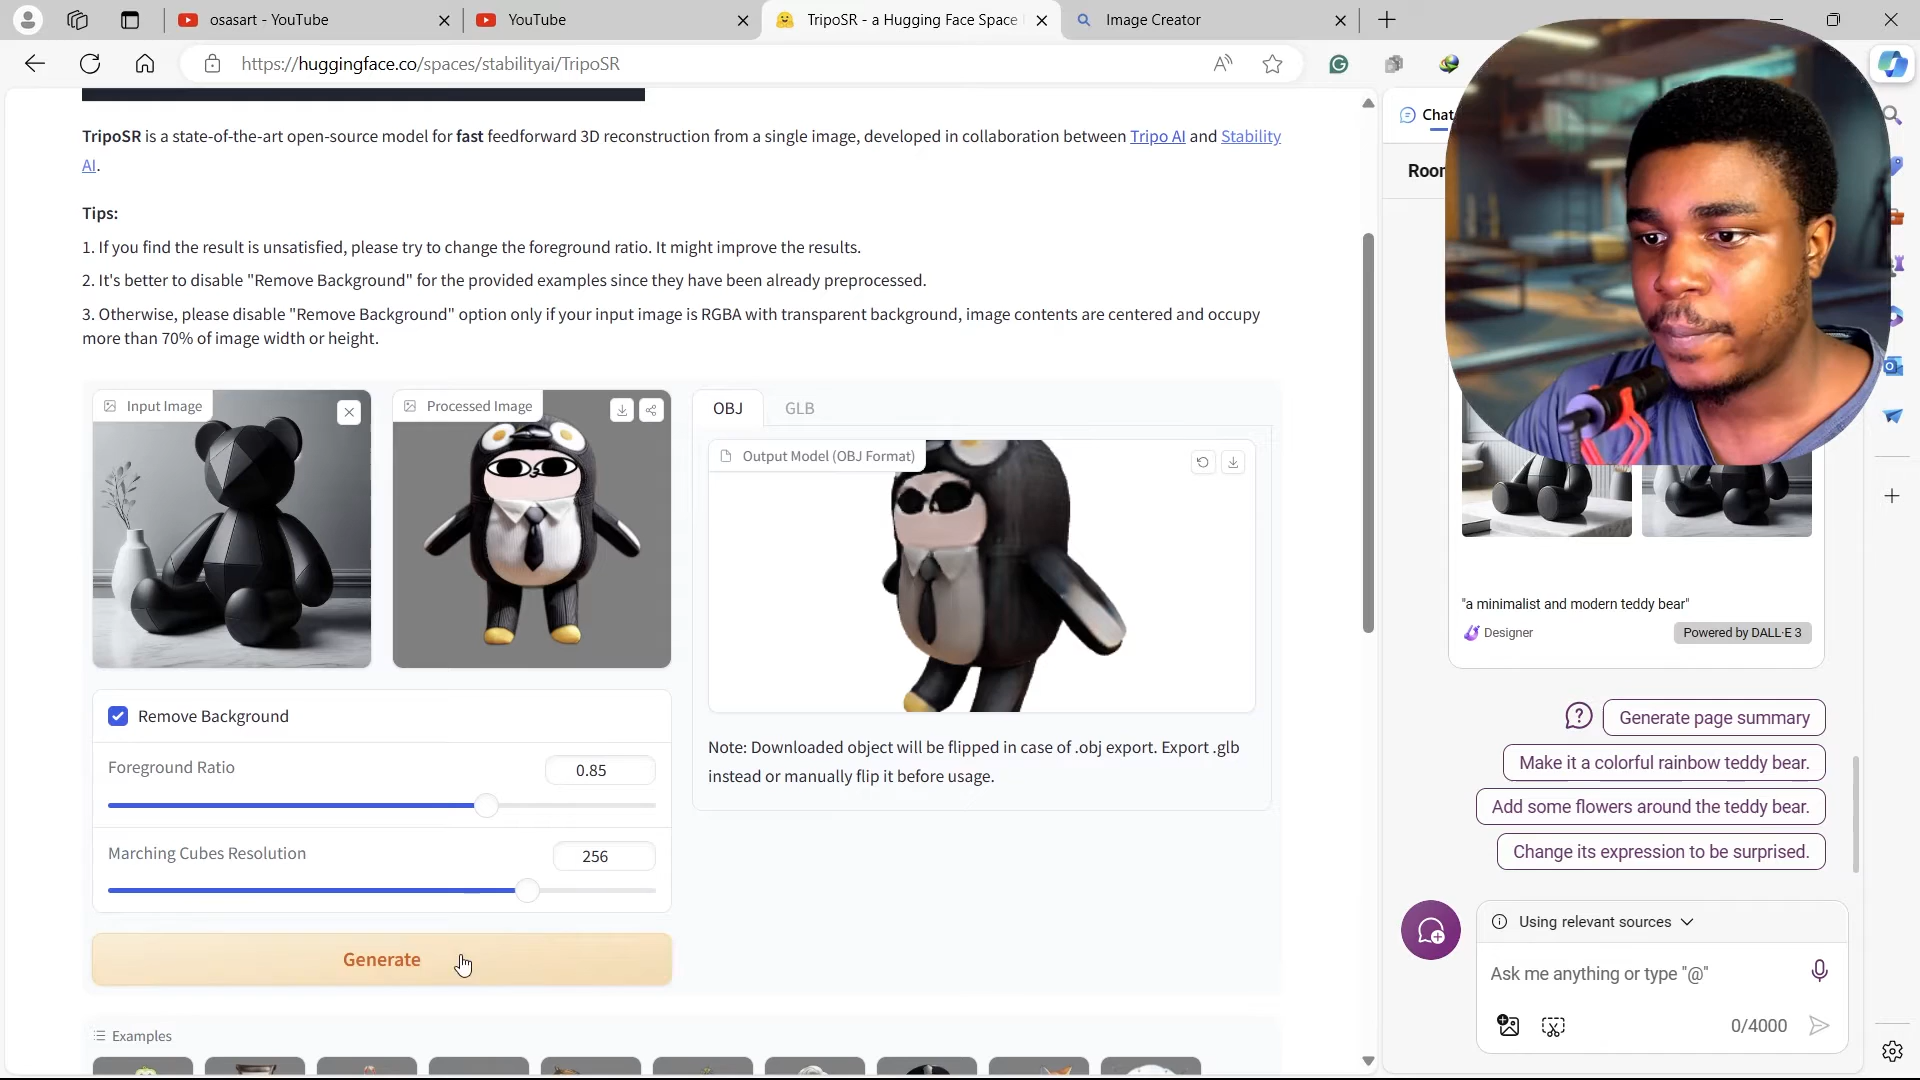 osasart - YouTube
YouTube
TripoSR - a Hugging Face Space
Image Creator
https://huggingface.co/spaces/stabilityai/TripoSR
TripoSR is a state-of-the-art open-source model for fast feedforward 3D reconstruction from a single image, developed in collaboration between Tripo AI and Stability
AI.
Tips:
1. If you find the result is unsatisfied, please try to change the foreground ratio. It might improve the results.
2. It's better to disable "Remove Background" for the provided examples since they have been already preprocessed.
3. Otherwise, please disable "Remove Background" option only if your input image is RGBA with transparent background, image contents are centered and occupy
more than 70% of image width or height.
Input Image
Processed Image
OBJ
GLB
Output Model (OBJ Format)
Note: Downloaded object will be flipped in case of .obj export. Export .glb
instead or manually flip it before usage.
Remove Background
Foreground Ratio
0.85
Marching Cubes Resolution
256
Generate
Examples
Chat
"a minimalist and modern teddy bear"
Designer
Powered by DALL·E 3
Generate page summary
Make it a colorful rainbow teddy bear.
Add some flowers around the teddy bear.
Change its expression to be surprised.
Using relevant sources
Ask me anything or type "@"
0/4000